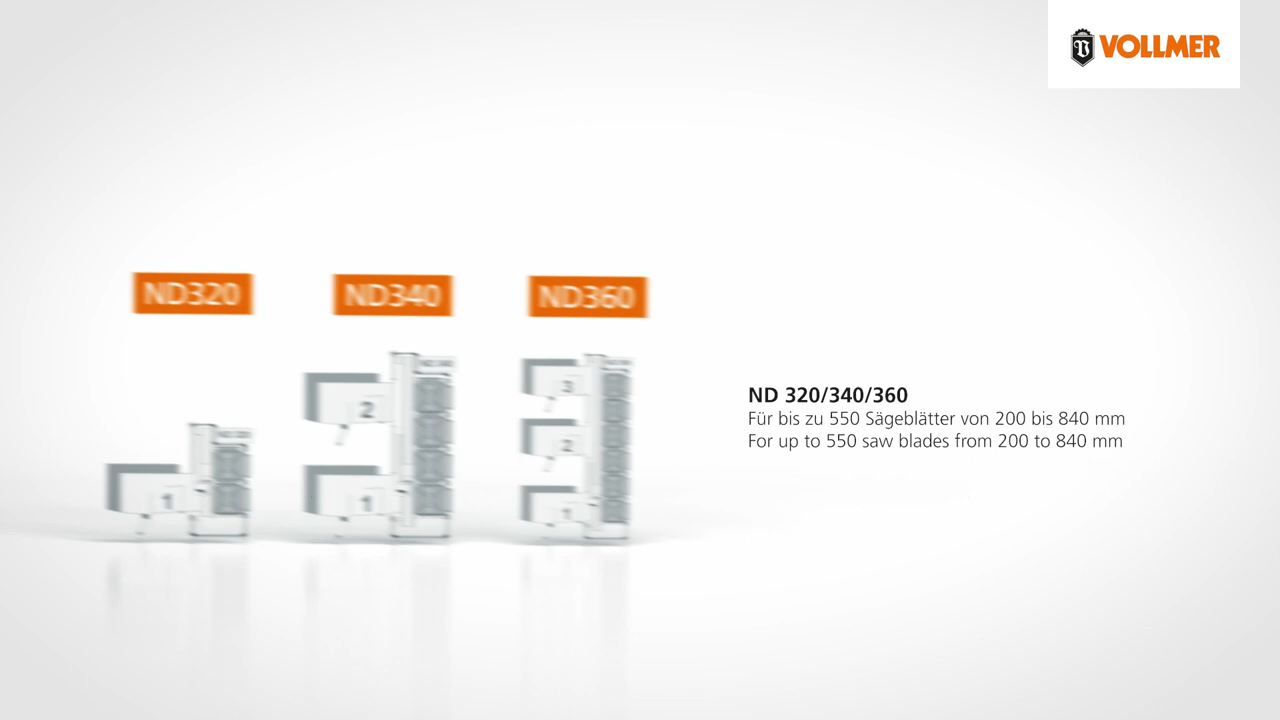 VOLLMER
ND320
ND340
ND360
3
2
2
1
1
1
ND 320/340/360
Für bis zu 550 Sägeblätter von 200 bis 840 mm
For up to 550 saw blades from 200 to 840 mm